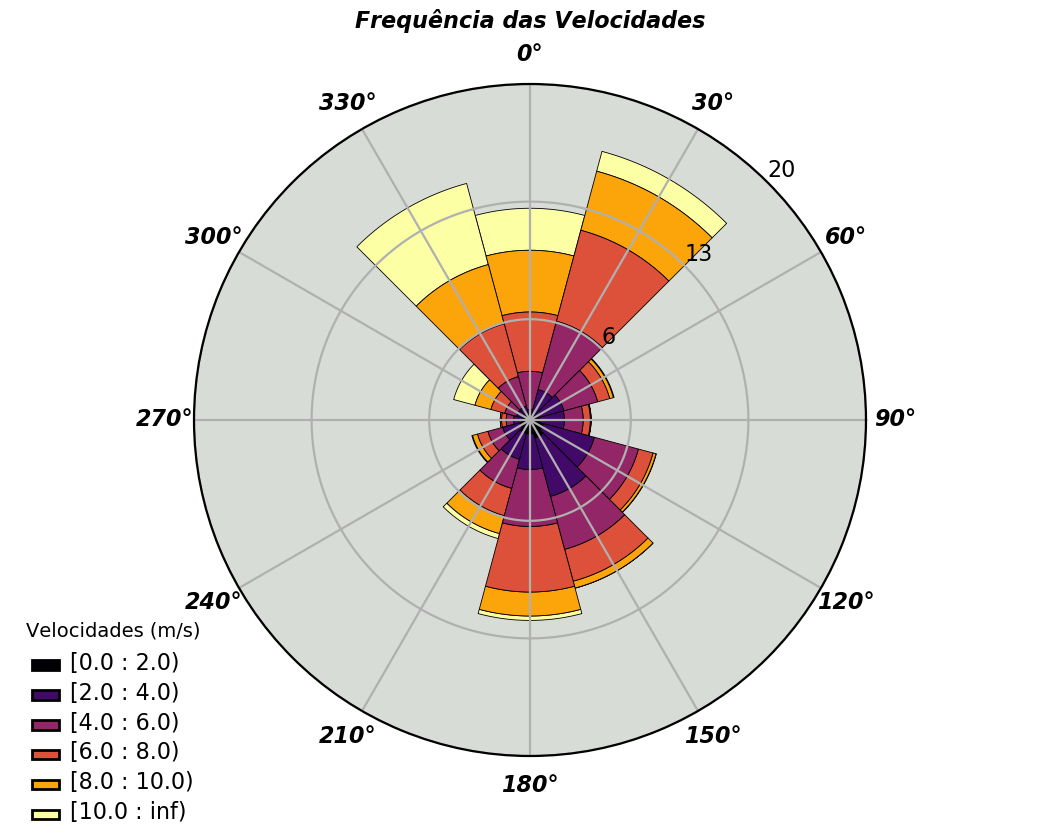 Frequência das Velocidades
0°
330°
30°
20
300°
60°
13
6
270°
90°
240°
120°
210°
150°
180°
Velocidades (m/s)
[0.0 : 2.0)
[2.0 : 4.0)
[4.0 : 6.0)
[6.0 : 8.0)
[8.0 : 10.0)
[10.0 : inf)